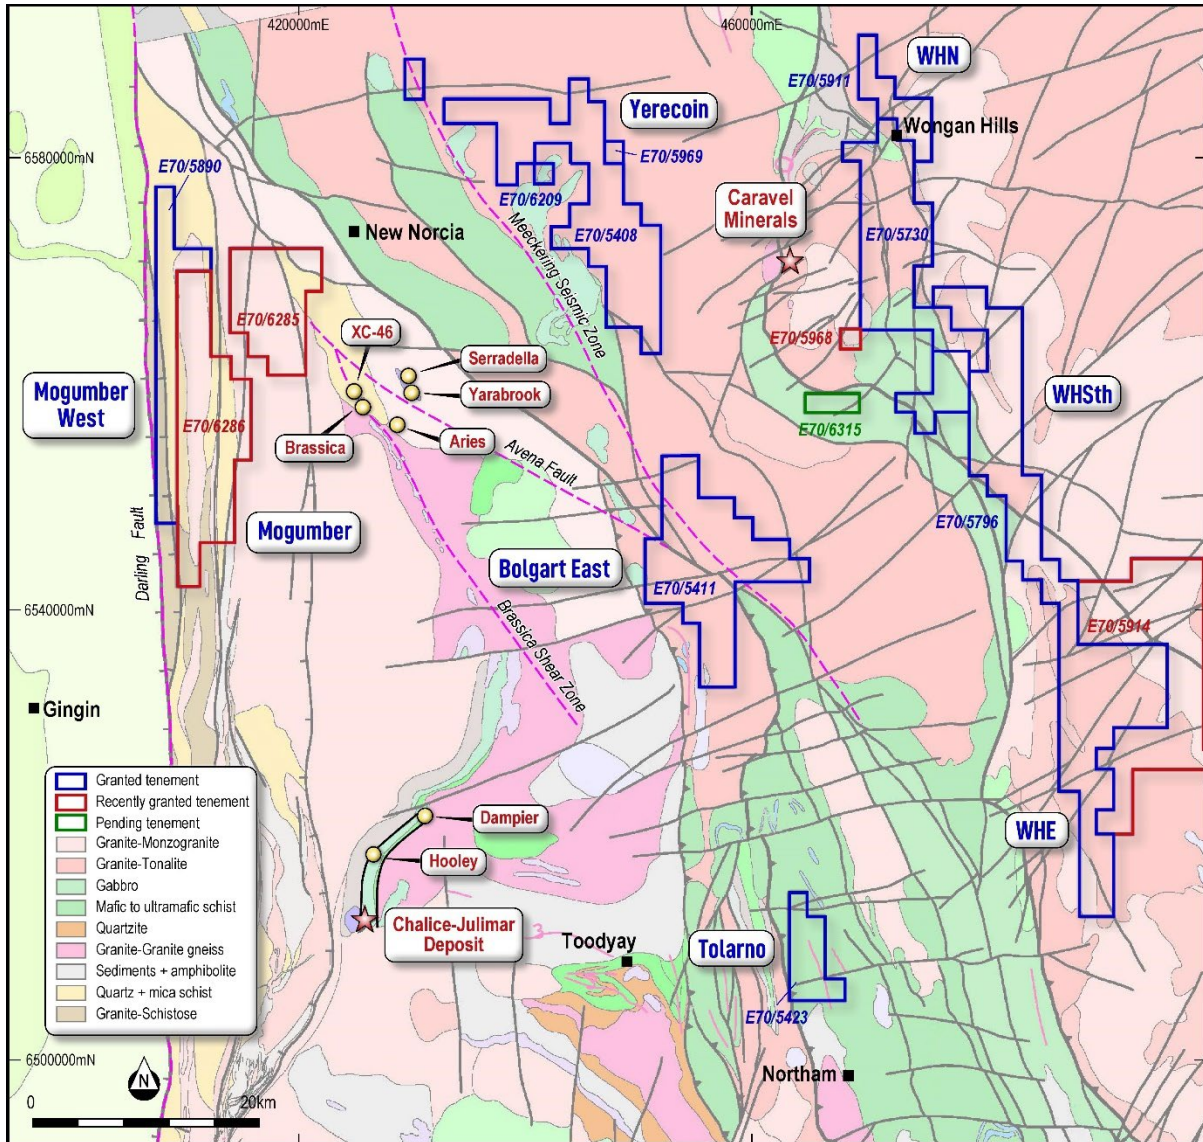 420000mE
460000mE
WHN
E70/5911
Yerecoin
Wongan Hills
6580000mN
E70/5890
E70/5969
E70/6209
Caravel
Minerals
New Norcia
E70/5408
E70/5730
Meeckering Seismic Zone
E70/6285
XC-46
Serradella
E70/5968
Mogumber
West
Yarabrook
WHSth
E70/6286
E70/6315
Brassica
Aries
Avena Fault
Mogumber
E70/5796
Darling Fault
Bolgart East
E70/5411
6540000mN
E70/5914
Brassica Shear Zone
Gingin
Granted tenement
Recently granted tenement
Pending tenement
Granite-Monzogranite
Granite-Tonalite
Gabbro
Mafic to ultramafic schist
Quartzite
Granite-Granite gneiss
Sediments + amphibolite
Quartz + mica schist
Granite-Schistose
Dampier
WHE
Hooley
Chalice-Julimar
Deposit
Toodyay
Tolarno
E70/5423
6500000mN
N
Northam
0
20km